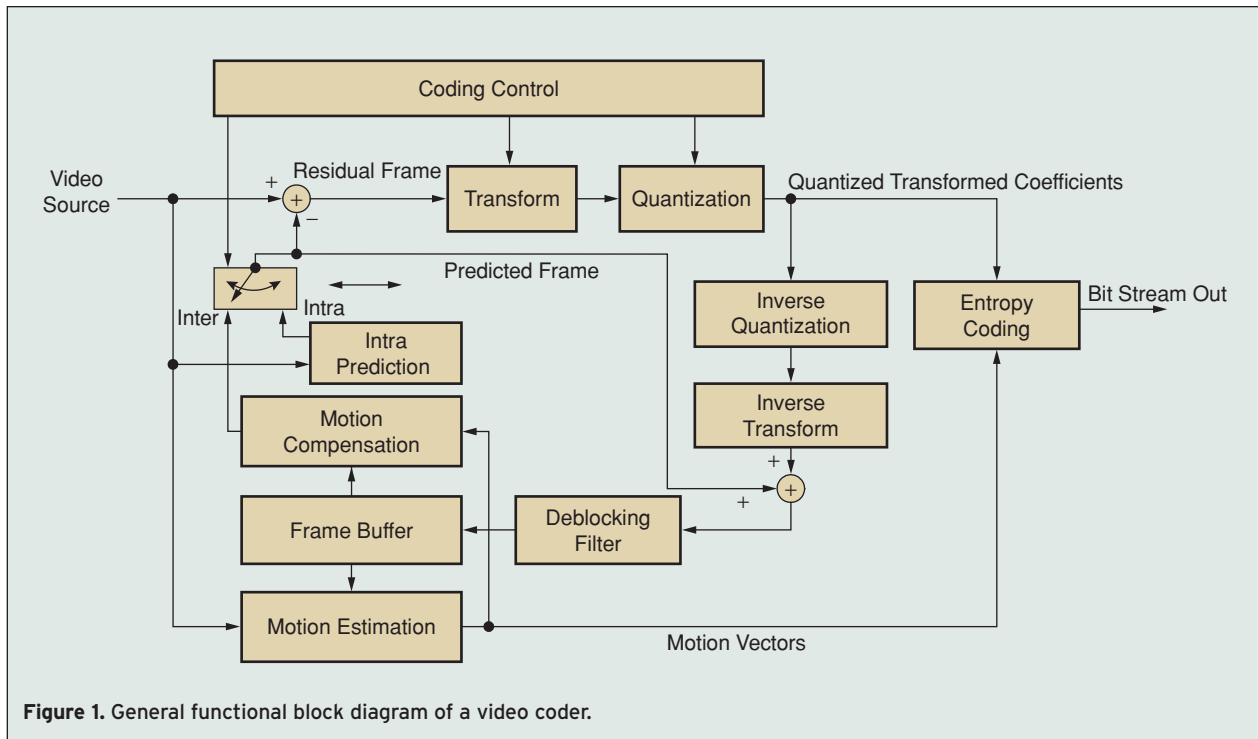 Coding Control
Video
Source
+
+
−
Residual Frame
Transform
Quantization
Quantized Transformed Coefficients
Predicted Frame
Inter
Intra
Intra
Prediction
Inverse
Quantization
Entropy
Coding
Bit Stream Out
Motion
Compensation
Inverse
Transform
+
+
+
Frame Buffer
Deblocking
Filter
Motion Estimation
Motion Vectors
Figure 1. General functional block diagram of a video coder.